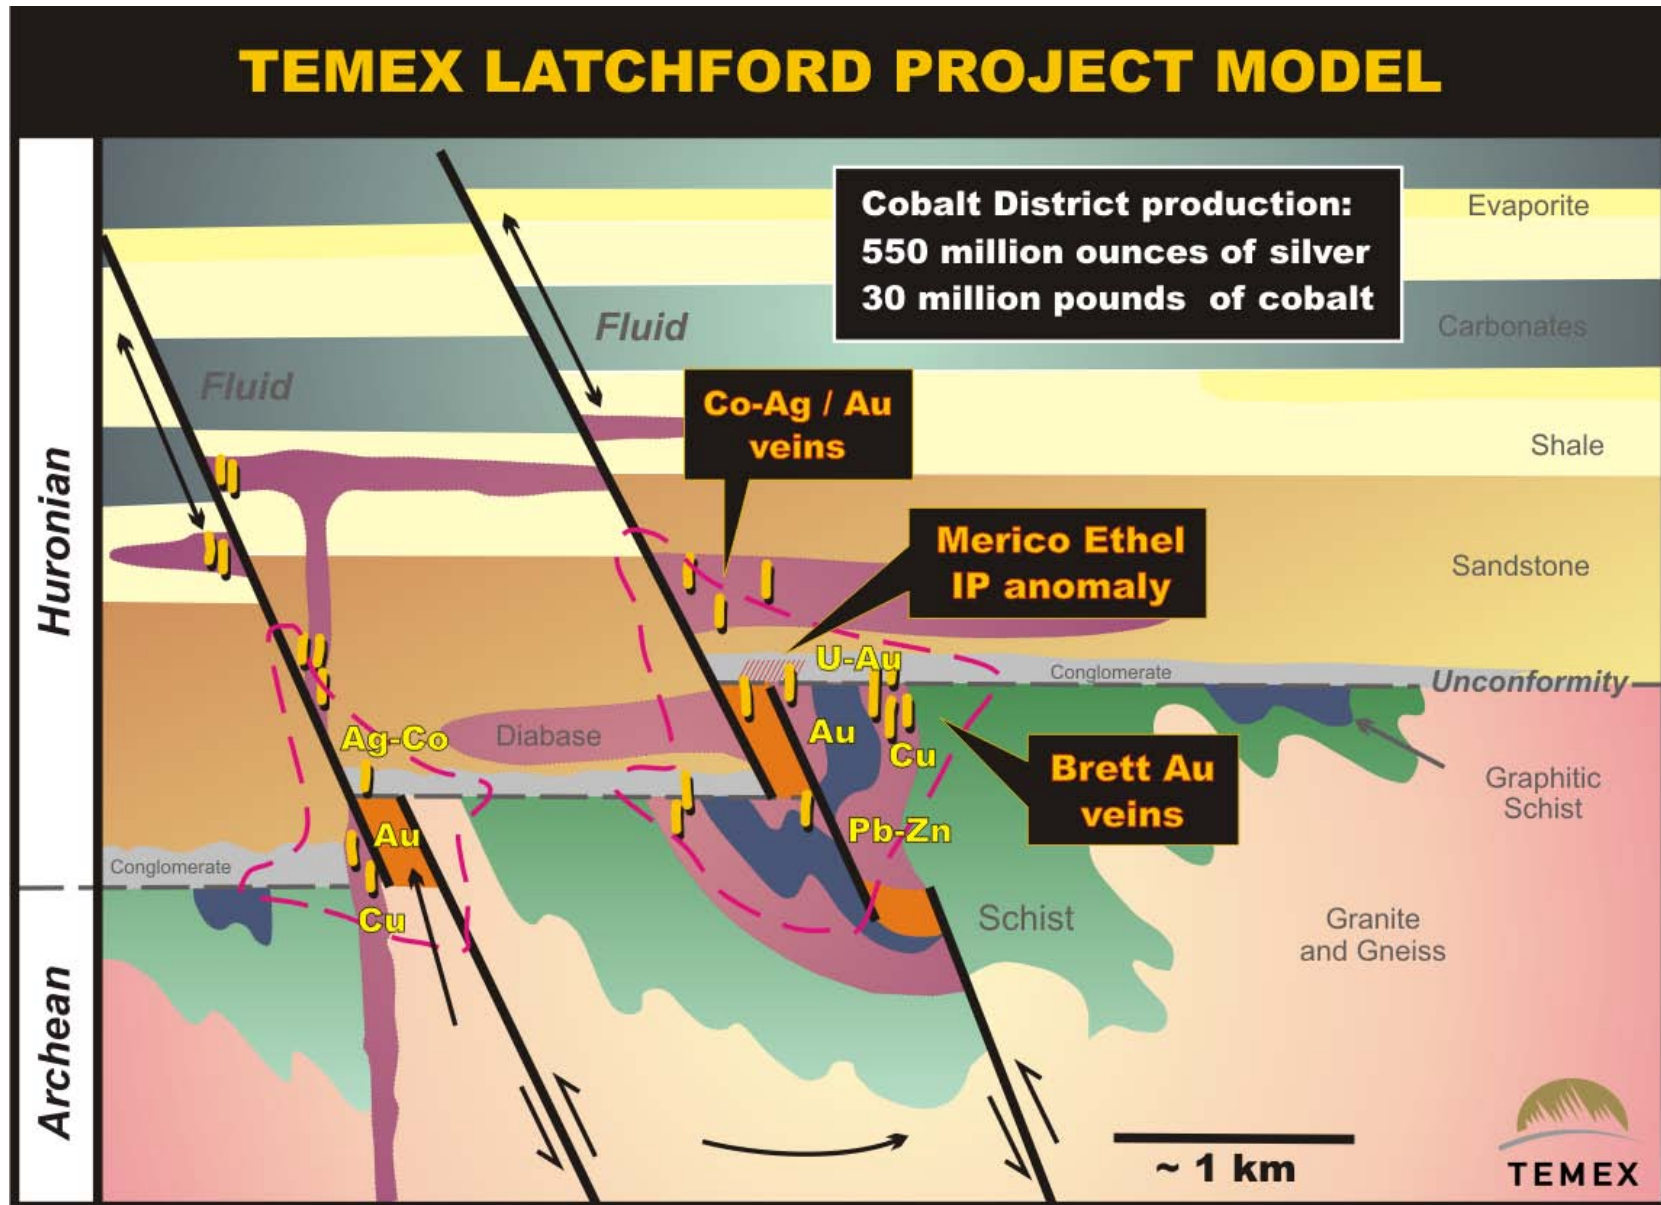 TEMEX LATCHFORD PROJECT MODEL
Cobalt District production:
550 million ounces of silver
30 million pounds of cobalt
Evaporite
Carbonates
Fluid
Fluid
Co-Ag / Au
veins
Shale
Huronian
Merico Ethel
IP anomaly
Sandstone
U-Au
Conglomerate
Unconformity
Ag-Co
Diabase
Au
Cu
Brett Au
veins
Graphitic
Schist
Au
Pb-Zn
Conglomerate
Cu
Schist
Granite
and Gneiss
Archean
~ 1 km
TEMEX